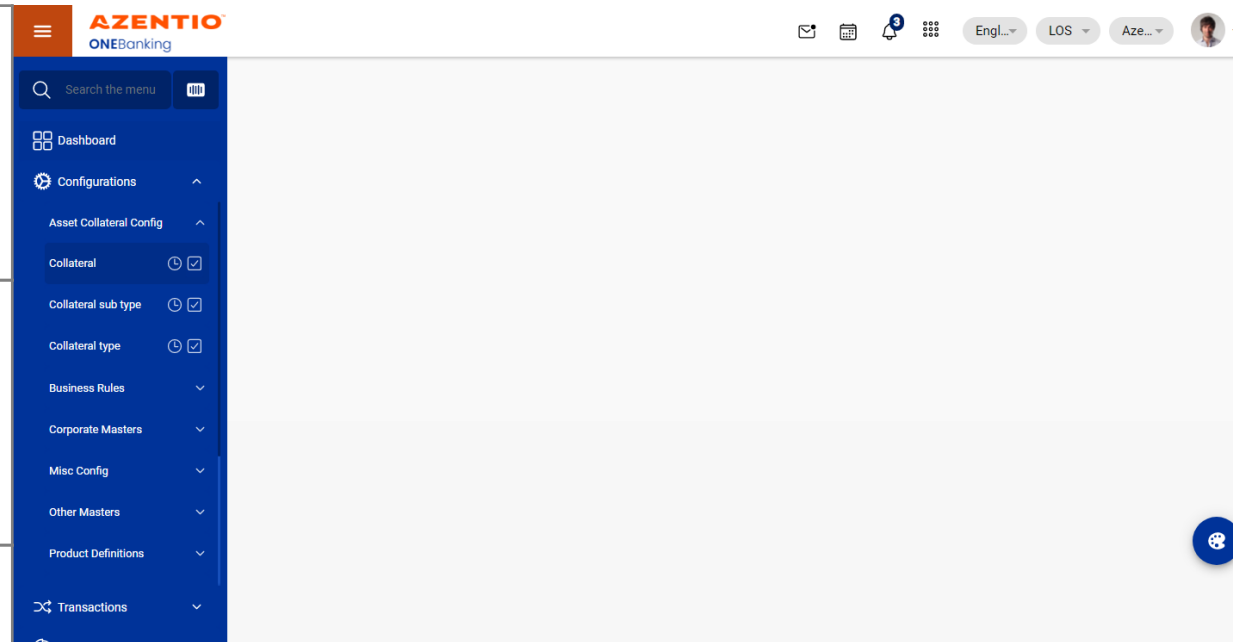 AZENTIO
ONEBanking
3
Engl...
LOS
Aze...
Search the menu
Dashboard
Configurations
Asset Collateral Config
Collateral
Collateral sub type
Collateral type
Business Rules
Corporate Masters
Misc Config
Other Masters
Product Definitions
Transactions